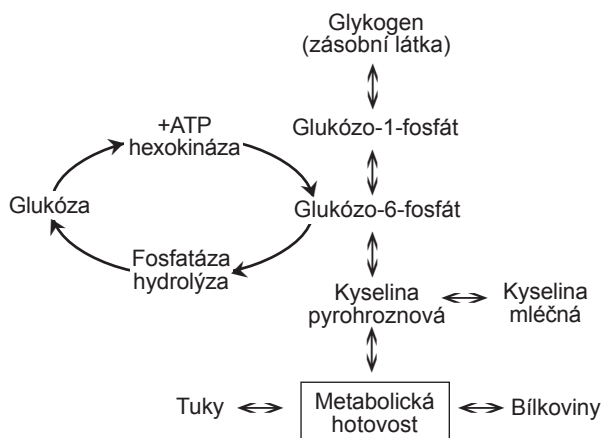 Glykogen
(zásobní látka)
+ATP
hexokináza
Glukózo-1-fosfát
Glukóza
Glukózo-6-fosfát
Fosfatáza
hydrolýza
Kyselina
pyrohroznová
Kyselina
mléčná
Tuky
Metabolická
hotovost
Bílkoviny